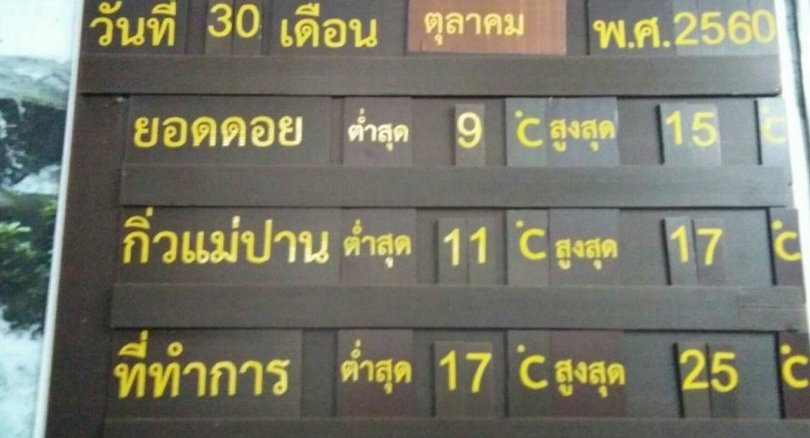 วันที่ 30 เดือน ตุลาคม พ.ศ.2560
ยอดดอย ต่ำสุด 9 °C สูงสุด 15 °C
กิ่วแม่ปาน ต่ำสุด 11 °C สูงสุด 17 °C
ที่ทำการ ต่ำสุด 17 °C สูงสุด 25 °C